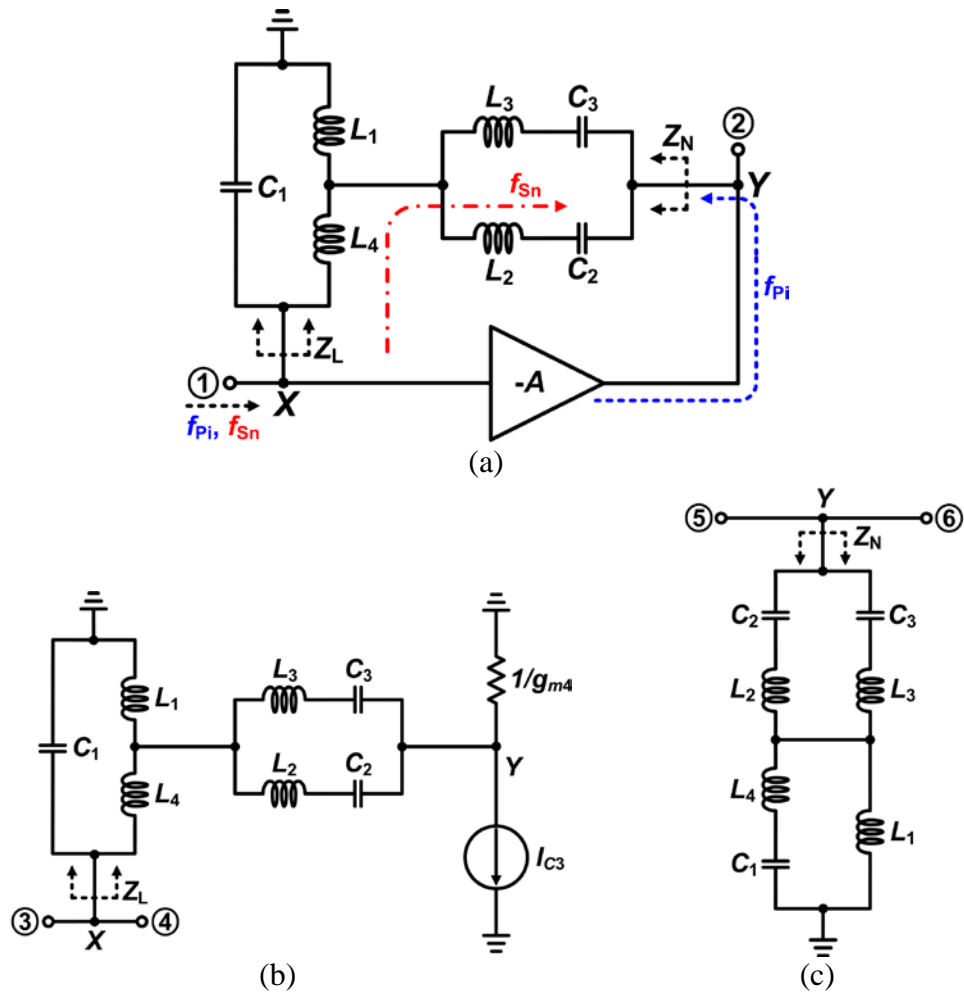 L1
C1
L4
L3
C3
L2
C2
fSn
ZN
②
Y
fPi
ZL
①
X
fPi, fSn
-A
(a)
L1
C1
L4
L3
C3
L2
C2
1/gm4
Y
IC3
ZL
③
④
X
(b)
Y
⑤
⑥
ZN
C2
C3
L2
L3
L4
L1
C1
(c)